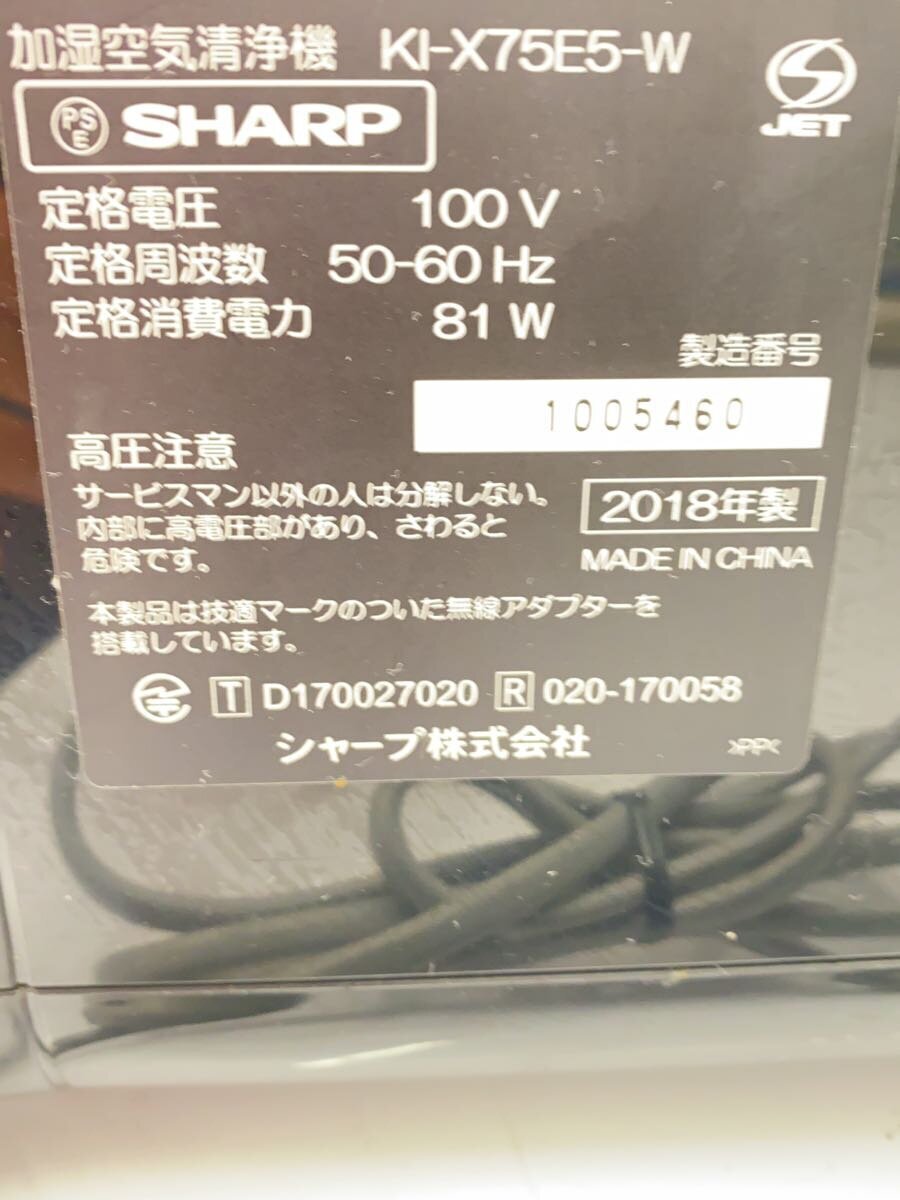 加湿空気清浄機 KI-X75E5-W
PSE SHARP
JET
定格電圧 100 V
定格周波数 50-60 Hz
定格消費電力 81 W
製造番号
1005460
高圧注意
サービスマン以外の人は分解しない。
内部に高電圧部があり、さわると
危険です。
2018年製
MADE IN CHINA
本製品は技適マークのついた無線アダプターを
搭載しています。
T D170027020 R 020-170058
シャープ株式会社
>PP<